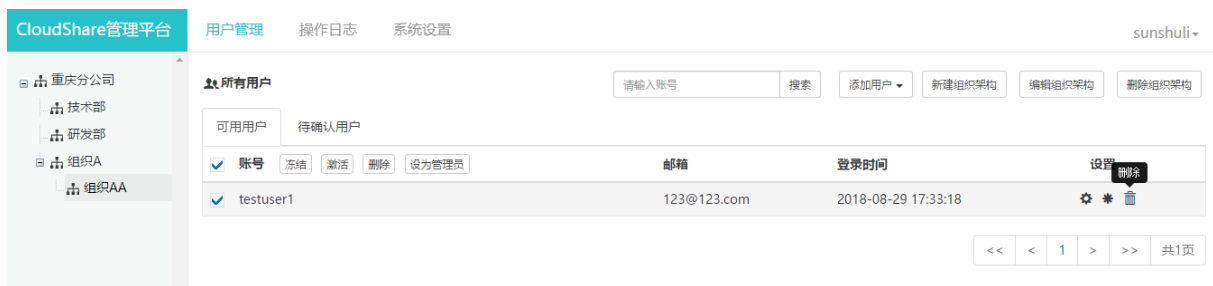 CloudShare管理平台 用户管理 操作日志 系统设置 sunshuli
重庆分公司
技术部
研发部
组织A
组织AA
所有用户 请输入账号 搜索 添加用户 新建组织架构 编辑组织架构 删除组织架构
可用用户 待确认用户
账号 冻结 激活 删除 设为管理员 邮箱 登录时间 设置
删除
testuser1 123@123.com 2018-08-29 17:33:18
<< < 1 > >> 共1页